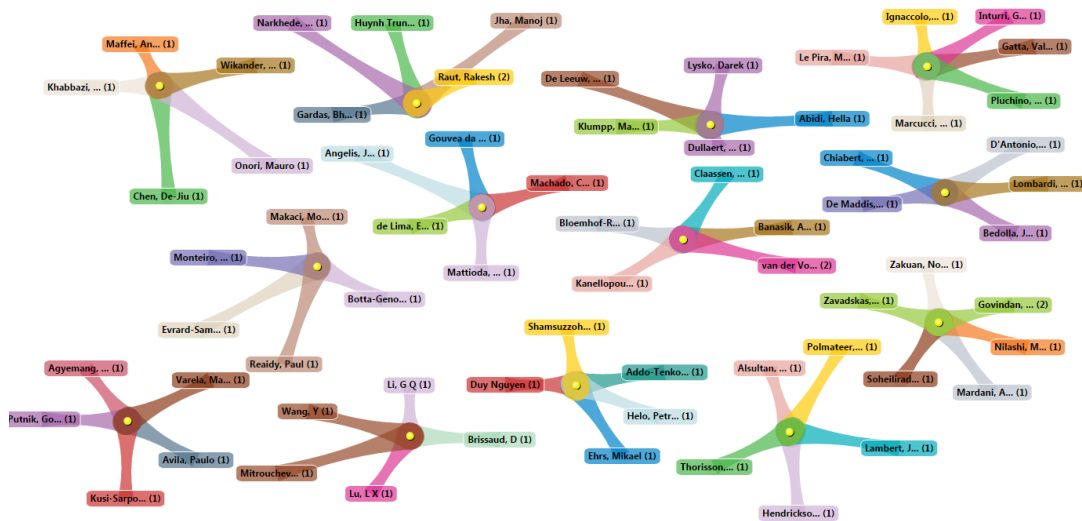 Maffei, An... (1)
Wikander, ... (1)
Khabbazi, ... (1)
Onori, Mauro (1)
Chen, De-Jiu (1)
Narkhede, ... (1)
Huynh Trun... (1)
Jha, Manoj (1)
Raut, Rakesh (2)
Gardas, Bh... (1)
Gouvea da ... (1)
Angelis, J... (1)
Machado, C... (1)
de Lima, E... (1)
Mattioda, ... (1)
Lysko, Darek (1)
De Leeuw, ... (1)
Klumpp, Ma... (1)
Abidi, Hella (1)
Dullaert, ... (1)
Ignaccolo,... (1)
Inturri, G... (1)
Gatta, Val... (1)
Le Pira, M... (1)
Pluchino, ... (1)
Marcucci, ... (1)
D'Antonio,... (1)
Chiabert, ... (1)
Lombardi, ... (1)
De Maddis,... (1)
Bedolla, J... (1)
Claassen, ... (1)
Bloemhof-R... (1)
Banasik, A... (1)
van der Vo... (2)
Kanellopou... (1)
Makaci, Mo... (1)
Monteiro, ... (1)
Botta-Geno... (1)
Evrard-Sam... (1)
Reaidy, Paul (1)
Zakuan, No... (1)
Zavadskas,... (1)
Govindan, ... (2)
Nilashi, M... (1)
Soheilirad... (1)
Mardani, A... (1)
Shamsuzzoh... (1)
Addo-Tenko... (1)
Duy Nguyen (1)
Helo, Petr... (1)
Ehrs, Mikael (1)
Polmateer,... (1)
Alsultan, ... (1)
Lambert, J... (1)
Thorisson,... (1)
Hendrickso... (1)
Agyemang, ... (1)
Varela, Ma... (1)
Putnik, Go... (1)
Avila, Paulo (1)
Kusi-Sarpo... (1)
Li, G Q (1)
Wang, Y (1)
Brissaud, D (1)
Mitrouchev... (1)
Lu, L X (1)